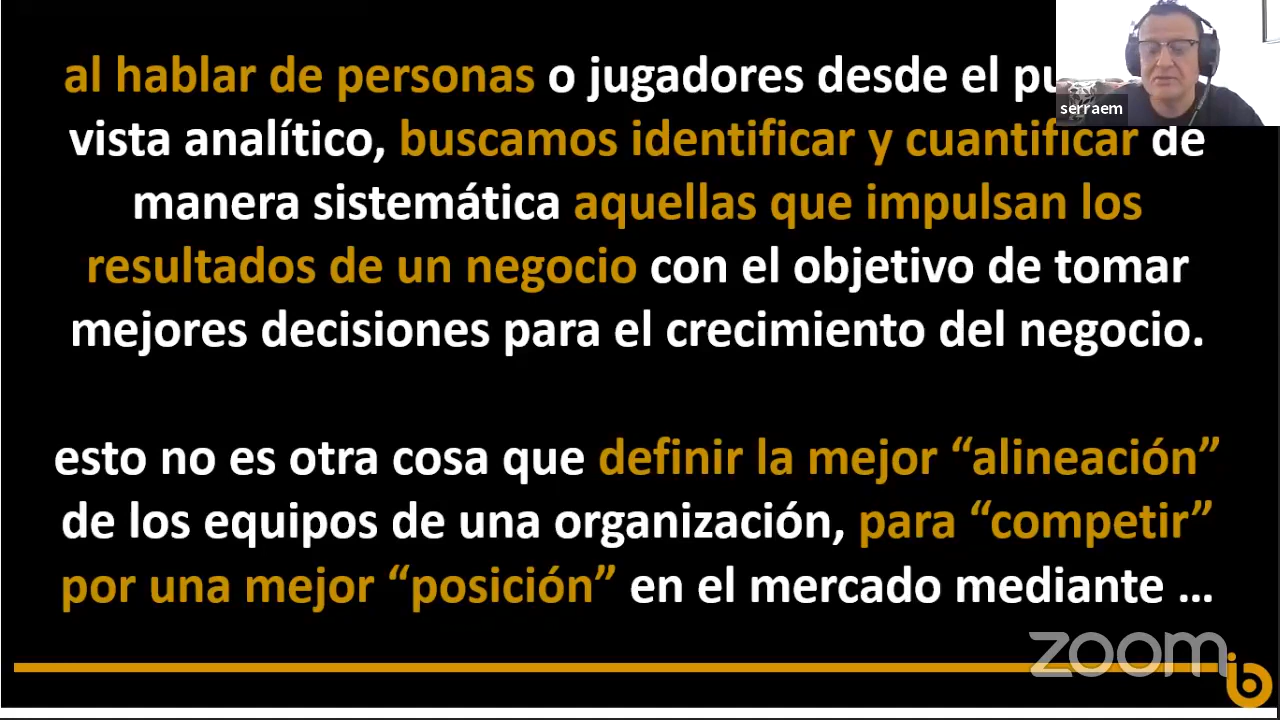 al hablar de personas o jugadores desde el
vista analítico, buscamos identificar y cuantificar de
manera sistemática aquellas que impulsan los
resultados de un negocio con el objetivo de tomar
mejores decisiones para el crecimiento del negocio.
esto no es otra cosa que definir la mejor “alineación”
de los equipos de una organización, para “competir”
por una mejor “posición” en el mercado mediante ...
serraem
zoom
ib